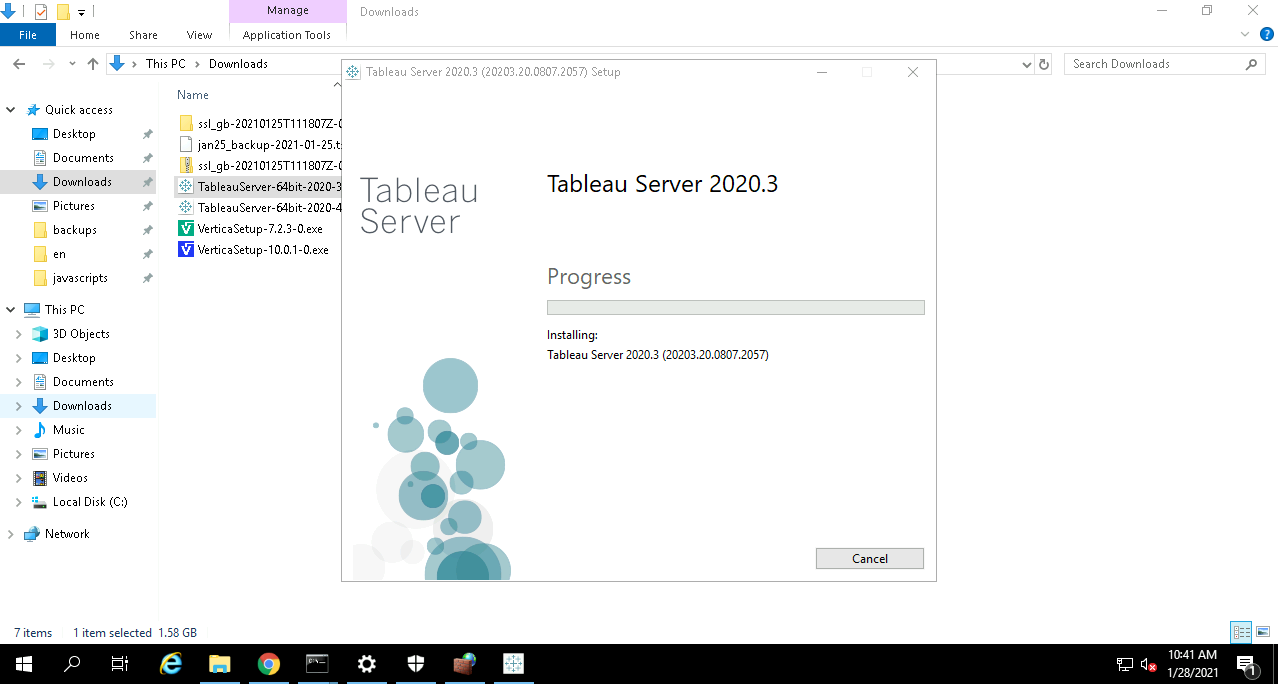 Manage
Downloads
File
Home
Share
View
Application Tools
This PC
Downloads
Search Downloads
Tableau Server 2020.3 (20203.20.0807.2057) Setup
Name
Quick access
Desktop
Documents
Downloads
Pictures
backups
en
javascripts
This PC
3D Objects
Desktop
Documents
Downloads
Music
Pictures
Videos
Local Disk (C:)
Network
ssl_gb-20210125T111807Z-0
jan25_backup-2021-01-25.t
ssl_gb-20210125T111807Z-0
TableauServer-64bit-2020-3
TableauServer-64bit-2020-4
VerticaSetup-7.2.3-0.exe
VerticaSetup-10.0.1-0.exe
Tableau
Server
Tableau Server 2020.3
Progress
Installing:
Tableau Server 2020.3 (20203.20.0807.2057)
Cancel
7 items
1 item selected 1.58 GB
10:41 AM
1/28/2021
1